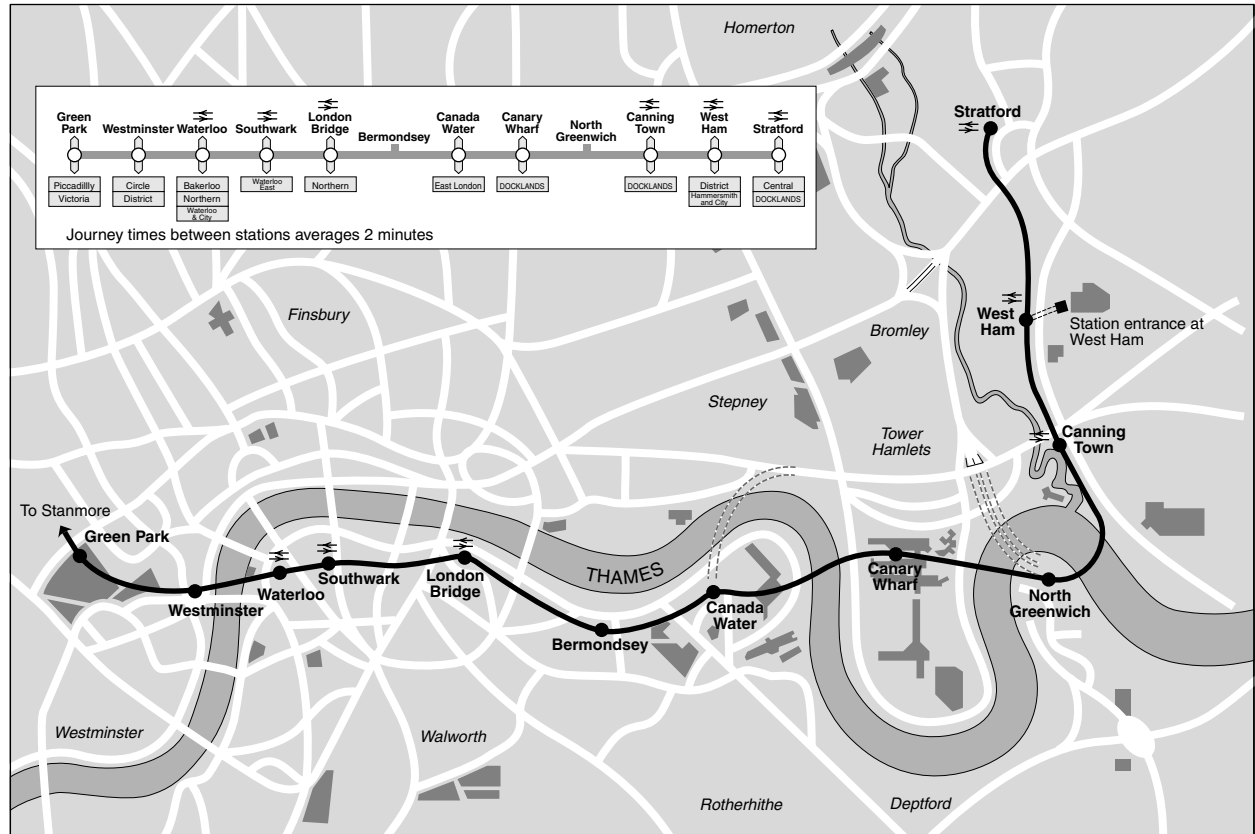 Homerton
Green
Park
Westminster
Waterloo
Southwark
London
Bridge
Bermondsey
Canada
Water
Canary
Wharf
North
Greenwich
Canning
Town
West
Ham
Stratford
Piccadillly
Victoria
Circle
District
Bakerloo
Northern
Waterloo
& City
Waterloo
East
Northern
East London
DOCKLANDS
DOCKLANDS
District
Hammersmith
and City
Central
DOCKLANDS
Journey times between stations averages 2 minutes
Stratford
Finsbury
Bromley
West
Ham
Station entrance at
West Ham
Stepney
Tower
Hamlets
Canning
Town
To Stanmore
Green Park
Westminster
Waterloo
Southwark
London
Bridge
THAMES
Bermondsey
Canada
Water
Canary
Wharf
North
Greenwich
Westminster
Walworth
Rotherhithe
Deptford